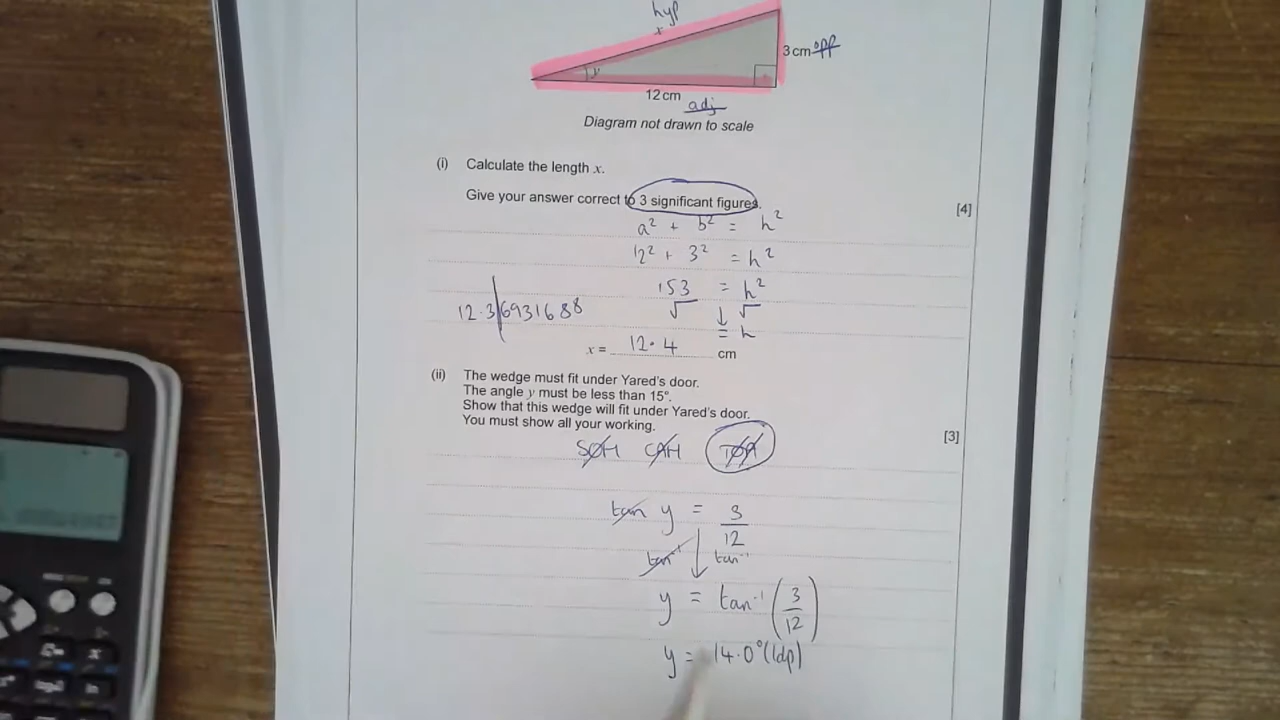 hyp
x
3 cm opp
y
12 cm
adj
Diagram not drawn to scale
(i) Calculate the length x.
Give your answer correct to 3 significant figures.
[4]
a² + b² = h²
12² + 3² = h²
153 = h²
√ √
12.36931688
= h
x = 12.4 cm
(ii) The wedge must fit under Yared's door.
The angle y must be less than 15°.
Show that this wedge will fit under Yared's door.
You must show all your working.
[3]
SOH CAH TOA
tan y = 3/12
tan⁻¹ tan⁻¹
y = tan⁻¹(3/12)
y = 14.0° (1dp)